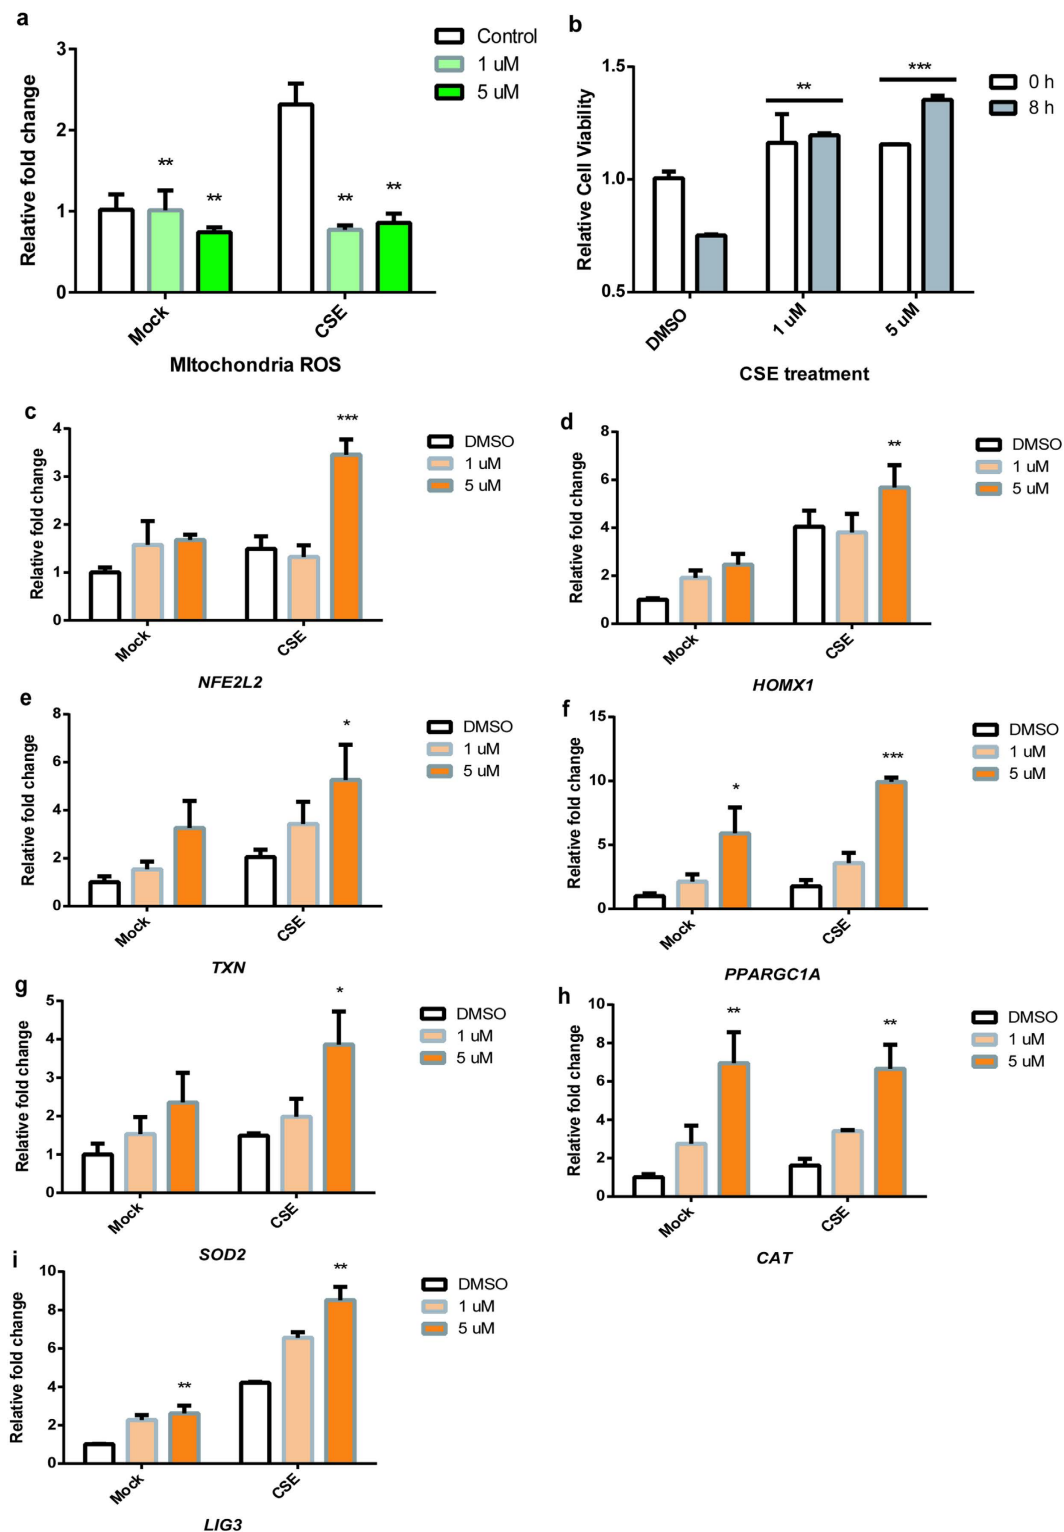 a
Control
1 uM
5 uM
3
2
1
0
Relative fold change
**
**
**
**
Mock
CSE
MItochondria ROS
b
0 h
8 h
1.5
1.0
0.5
Relative Cell Viability
**
***
DMSO
1 uM
5 uM
CSE treatment
c
DMSO
1 uM
5 uM
4
3
2
1
0
Relative fold change
***
Mock
CSE
NFE2L2
d
DMSO
1 uM
5 uM
8
6
4
2
0
Relative fold change
**
Mock
CSE
HOMX1
e
DMSO
1 uM
5 uM
8
6
4
2
0
Relative fold change
*
Mock
CSE
TXN
f
DMSO
1 uM
5 uM
15
10
5
0
Relative fold change
*
***
Mock
CSE
PPARGC1A
g
DMSO
1 uM
5 uM
5
4
3
2
1
0
Relative fold change
*
Mock
CSE
SOD2
h
DMSO
1 uM
5 uM
10
8
6
4
2
0
Relative fold change
**
**
Mock
CSE
CAT
i
DMSO
1 uM
5 uM
10
8
6
4
2
0
Relative fold change
**
**
Mock
CSE
LIG3